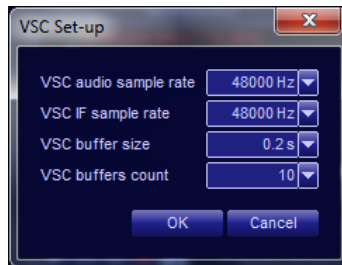 VSC Set-up
VSC audio sample rate 48000 Hz
VSC IF sample rate 48000 Hz
VSC buffer size 0.2 s
VSC buffers count 10
OK Cancel